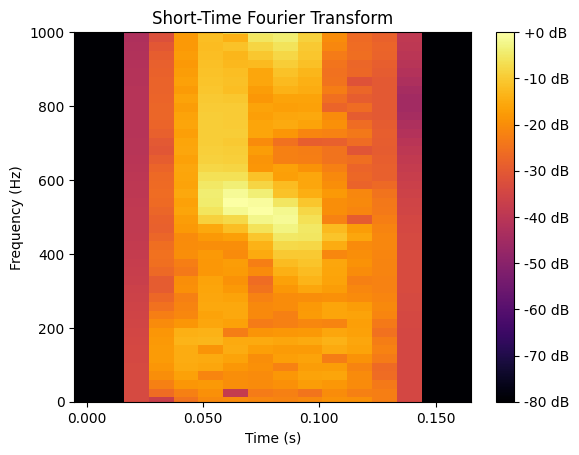 Short-Time Fourier Transform
1000
800
600
400
200
0
Frequency (Hz)
0.000
0.050
0.100
0.150
Time (s)
+0 dB
-10 dB
-20 dB
-30 dB
-40 dB
-50 dB
-60 dB
-70 dB
-80 dB